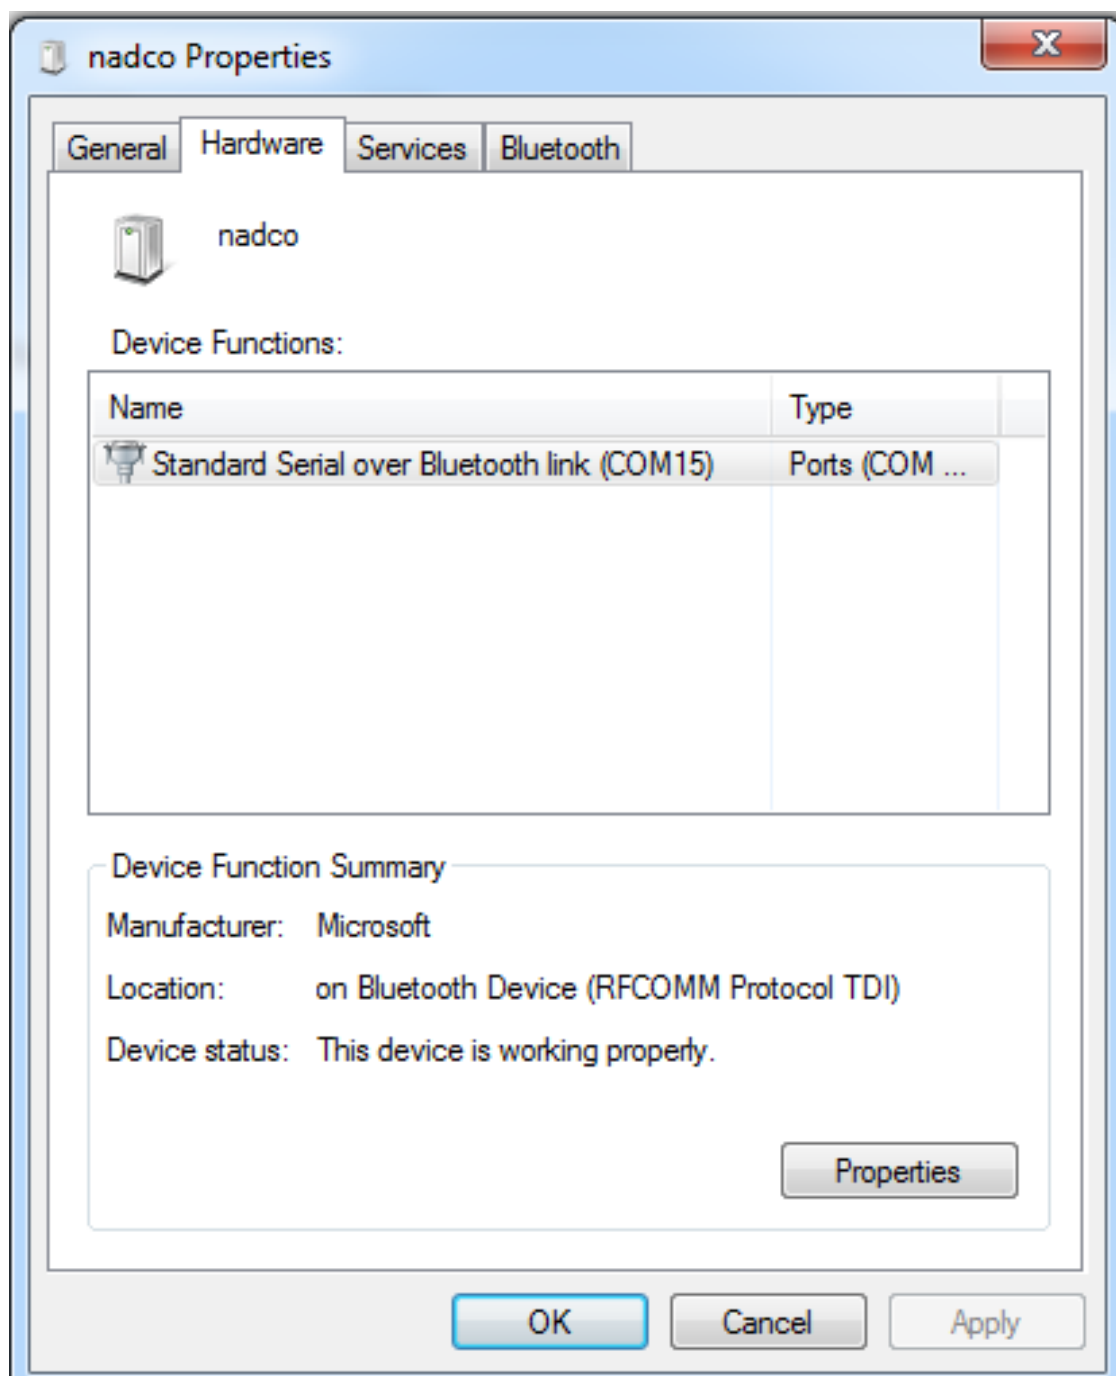 nadco Properties
General Hardware Services Bluetooth
nadco
Device Functions:
Name Type
Standard Serial over Bluetooth link (COM15) Ports (COM ...
Device Function Summary
Manufacturer: Microsoft
Location: on Bluetooth Device (RFCOMM Protocol TDI)
Device status: This device is working properly.
Properties
OK Cancel Apply